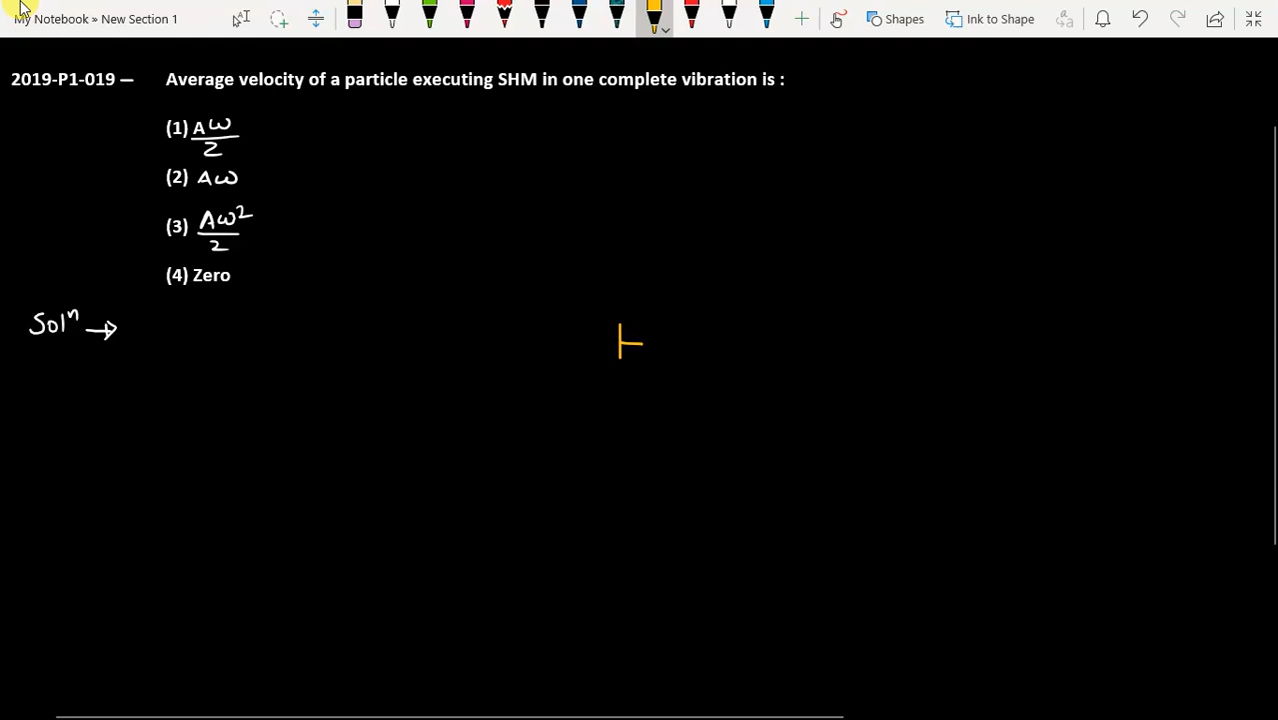 My Notebook » New Section 1
Shapes
Ink to Shape
2019-P1-019 — Average velocity of a particle executing SHM in one complete vibration is :
(1) Aω/2
(2) Aω
(3) Aω²/2
(4) Zero
Solⁿ →